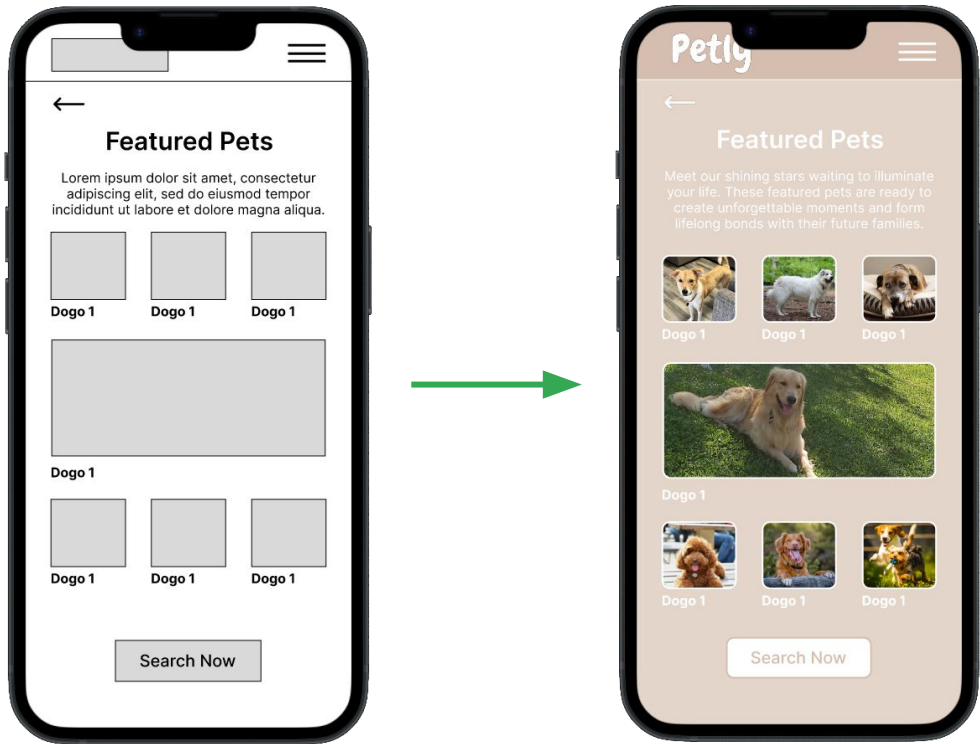 Featured Pets
Lorem ipsum dolor sit amet, consectetur
adipiscing elit, sed do eiusmod tempor
incididunt ut labore et dolore magna aliqua.
Dogo 1 Dogo 1 Dogo 1
Dogo 1
Dogo 1 Dogo 1 Dogo 1
Search Now
Petly
Featured Pets
Meet our shining stars waiting to illuminate
your life. These featured pets are ready to
create unforgettable moments and form
lifelong bonds with their future families.
Dogo 1 Dogo 1 Dogo 1
Dogo 1
Dogo 1 Dogo 1 Dogo 1
Search Now